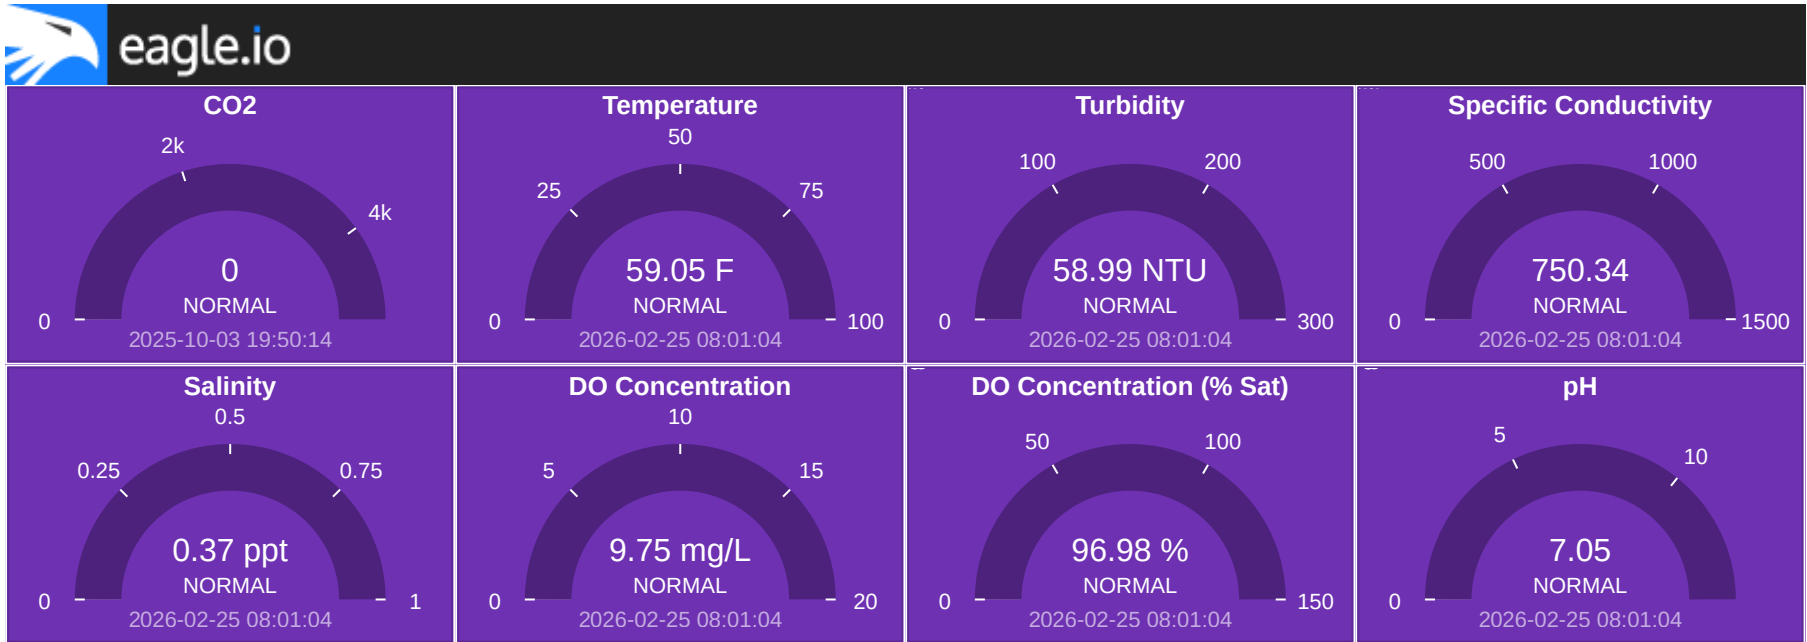 eagle.io
CO2
2k
4k
0
0
NORMAL
2025-10-03 19:50:14
Temperature
50
25
75
59.05 F
NORMAL
0
100
2026-02-25 08:01:04
Turbidity
100
200
58.99 NTU
NORMAL
0
300
2026-02-25 08:01:04
Specific Conductivity
500
1000
750.34
NORMAL
0
1500
2026-02-25 08:01:04
Salinity
0.5
0.25
0.75
0.37 ppt
NORMAL
0
1
2026-02-25 08:01:04
DO Concentration
10
5
15
9.75 mg/L
NORMAL
0
20
2026-02-25 08:01:04
DO Concentration (% Sat)
50
100
96.98 %
NORMAL
0
150
2026-02-25 08:01:04
pH
5
10
7.05
NORMAL
0
2026-02-25 08:01:04